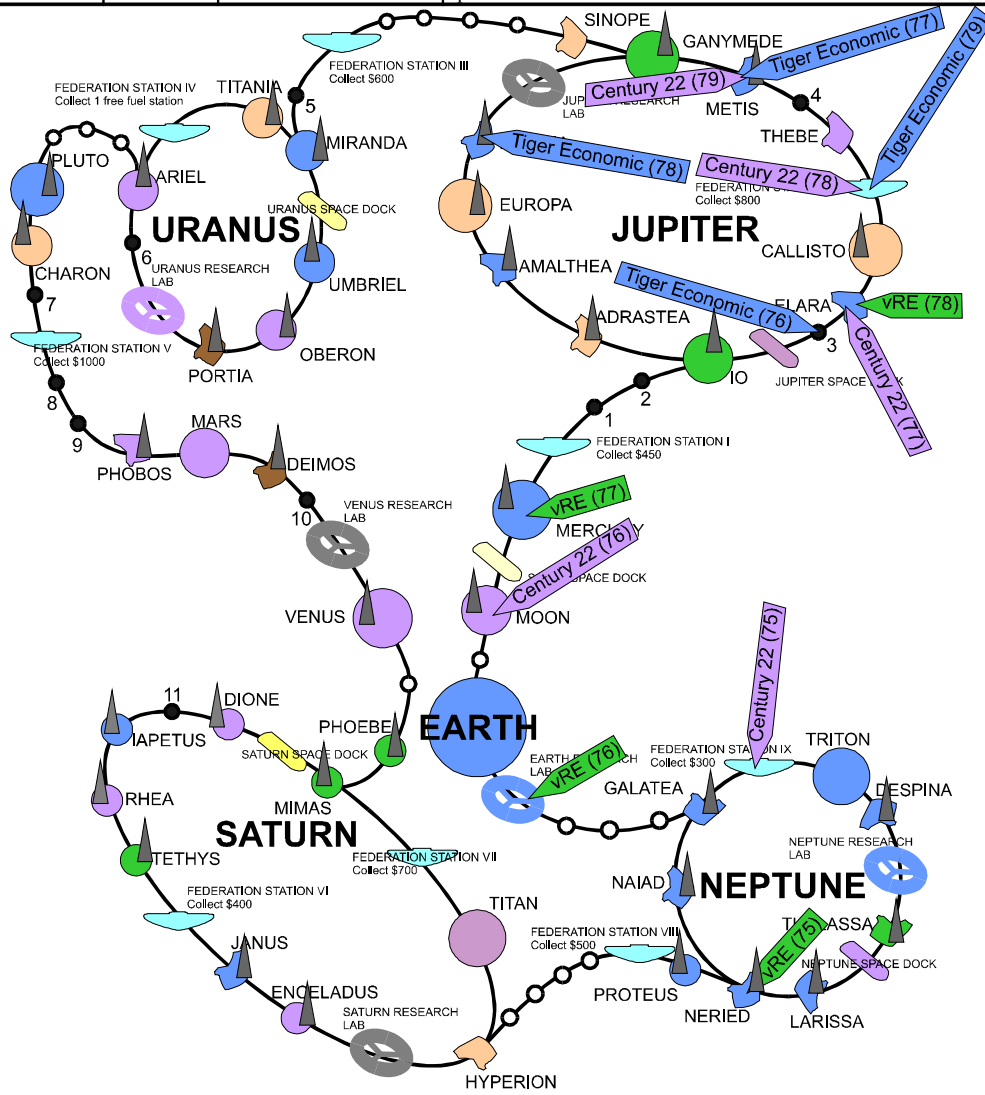 SINOPE
GANYMEDE
Tiger Economic (77)
Tiger Economic (79)
FEDERATION STATION III
Collect $600
Century 22 (79)
METIS
FEDERATION STATION IV
Collect 1 free fuel station
TITANIA
5
LAB
4
THEBE
MIRANDA
PLUTO
ARIEL
Tiger Economic (78)
Century 22 (78)
Collect $800
EUROPA
URANUS SPACE DOCK
URANUS
JUPITER
CALLISTO
6
CHARON
URANUS RESEARCH
LAB
UMBRIEL
AMALTHEA
7
Tiger Economic (76)
ELARA
vRE (78)
ADRASTEA
3
OBERON
FEDERATION STATION V
Collect $1000
PORTIA
IO
Century 22 (77)
8
2
1
9
MARS
PHOBOS
DEIMOS
FEDERATION STATION I
Collect $450
10
VENUS RESEARCH
LAB
vRE (77)
Century 22 (76)
SPACE DOCK
VENUS
MOON
Century 22 (75)
11
DIONE
IAPETUS
PHOEBE
EARTH
SATURN SPACE DOCK
vRE (76)
LAB
FEDERATION STATION IX
Collect $300
TRITON
GALATEA
DESPINA
RHEA
MIMAS
SATURN
TETHYS
FEDERATION STATION VII
Collect $700
NEPTUNE RESEARCH
LAB
NAIAD
NEPTUNE
FEDERATION STATION VI
Collect $400
TITAN
FEDERATION STATION VIII
Collect $500
vRE (75)
NEPTUNE SPACE DOCK
JANUS
PROTEUS
NERIED
LARISSA
ENCELADUS
SATURN RESEARCH
LAB
HYPERION